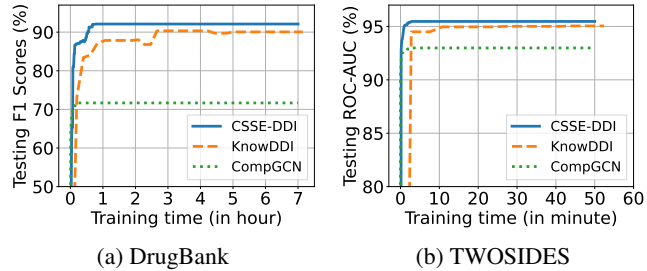 Testing F1 Scores (%)
90
80
70
60
50
0 1 2 3 4 5 6 7
Training time (in hour)
CSSE-DDI
KnowDDI
CompGCN
(a) DrugBank
Testing ROC-AUC (%)
95
90
85
80
0 10 20 30 40 50 60
Training time (in minute)
CSSE-DDI
KnowDDI
CompGCN
(b) TWOSIDES